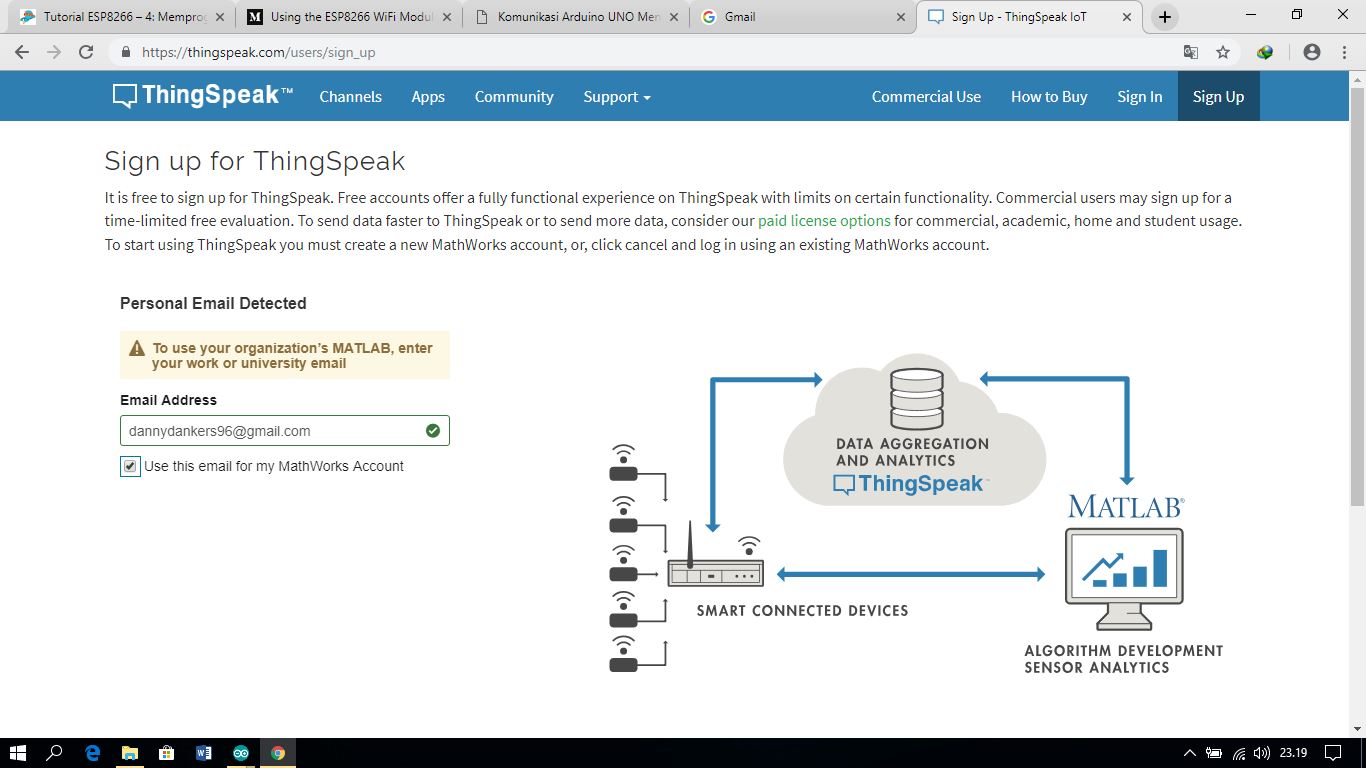 Tutorial ESP8266 – 4: Memprog
Using the ESP8266 WiFi Modul
Komunikasi Arduino UNO Men
Gmail
Sign Up - ThingSpeak IoT
https://thingspeak.com/users/sign_up
ThingSpeak™
Channels
Apps
Community
Support
Commercial Use
How to Buy
Sign In
Sign Up
Sign up for ThingSpeak
It is free to sign up for ThingSpeak. Free accounts offer a fully functional experience on ThingSpeak with limits on certain functionality. Commercial users may sign up for a
time-limited free evaluation. To send data faster to ThingSpeak or to send more data, consider our paid license options for commercial, academic, home and student usage.
To start using ThingSpeak you must create a new MathWorks account, or, click cancel and log in using an existing MathWorks account.
Personal Email Detected
To use your organization's MATLAB, enter
your work or university email
Email Address
dannydankers96@gmail.com
Use this email for my MathWorks Account
DATA AGGREGATION
AND ANALYTICS
ThingSpeak
MATLAB®
SMART CONNECTED DEVICES
ALGORITHM DEVELOPMENT
SENSOR ANALYTICS
23.19